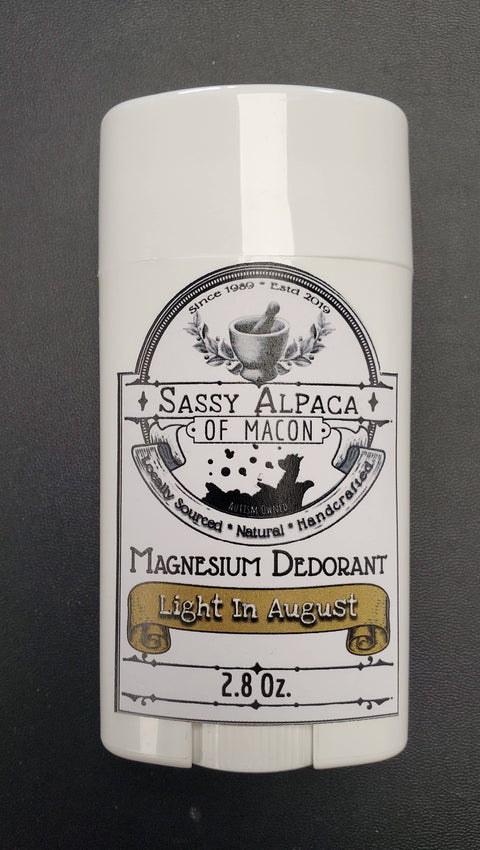 Since 1989 * Estd 2019
Sassy Alpaca
OF MACON
Autism Owned
Locally Sourced * Natural * Handcrafted
Magnesium Dedorant
Light In August
2.8 Oz.